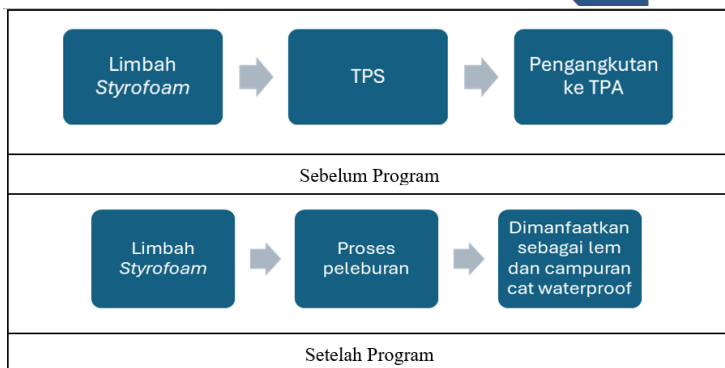 Limbah
Styrofoam
TPS
Pengangkutan
ke TPA
Sebelum Program
Limbah
Styrofoam
Proses
peleburan
Dimanfaatkan
sebagai lem
dan campuran
cat waterproof
Setelah Program